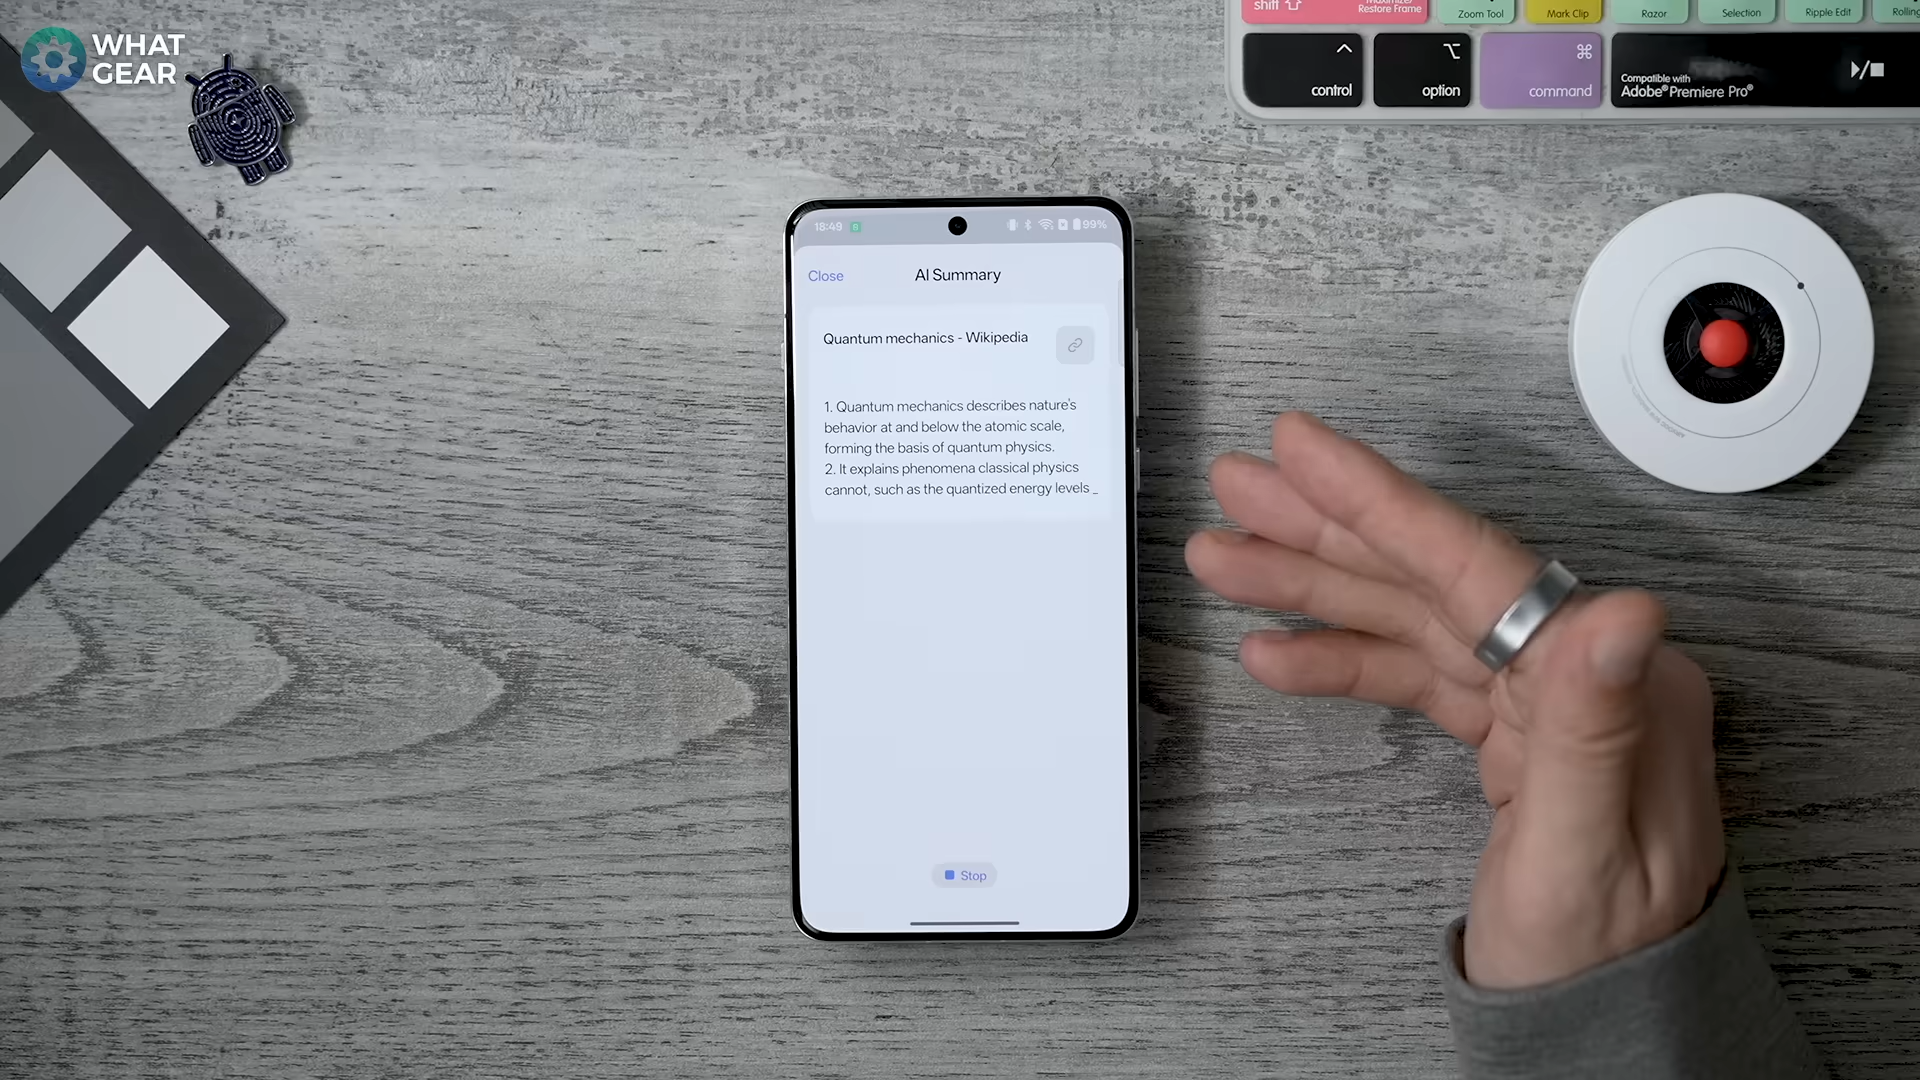 WHAT
GEAR
shift
Maximize/
Restore Frame
Zoom Tool
Mark Clip
Razor
Selection
Ripple Edit
Rolling
control
option
⌘
command
Compatible with
Adobe® Premiere Pro®
18:49
99%
Close
AI Summary
Quantum mechanics - Wikipedia
1. Quantum mechanics describes nature's
behavior at and below the atomic scale,
forming the basis of quantum physics.
2. It explains phenomena classical physics
cannot, such as the quantized energy levels _
Stop